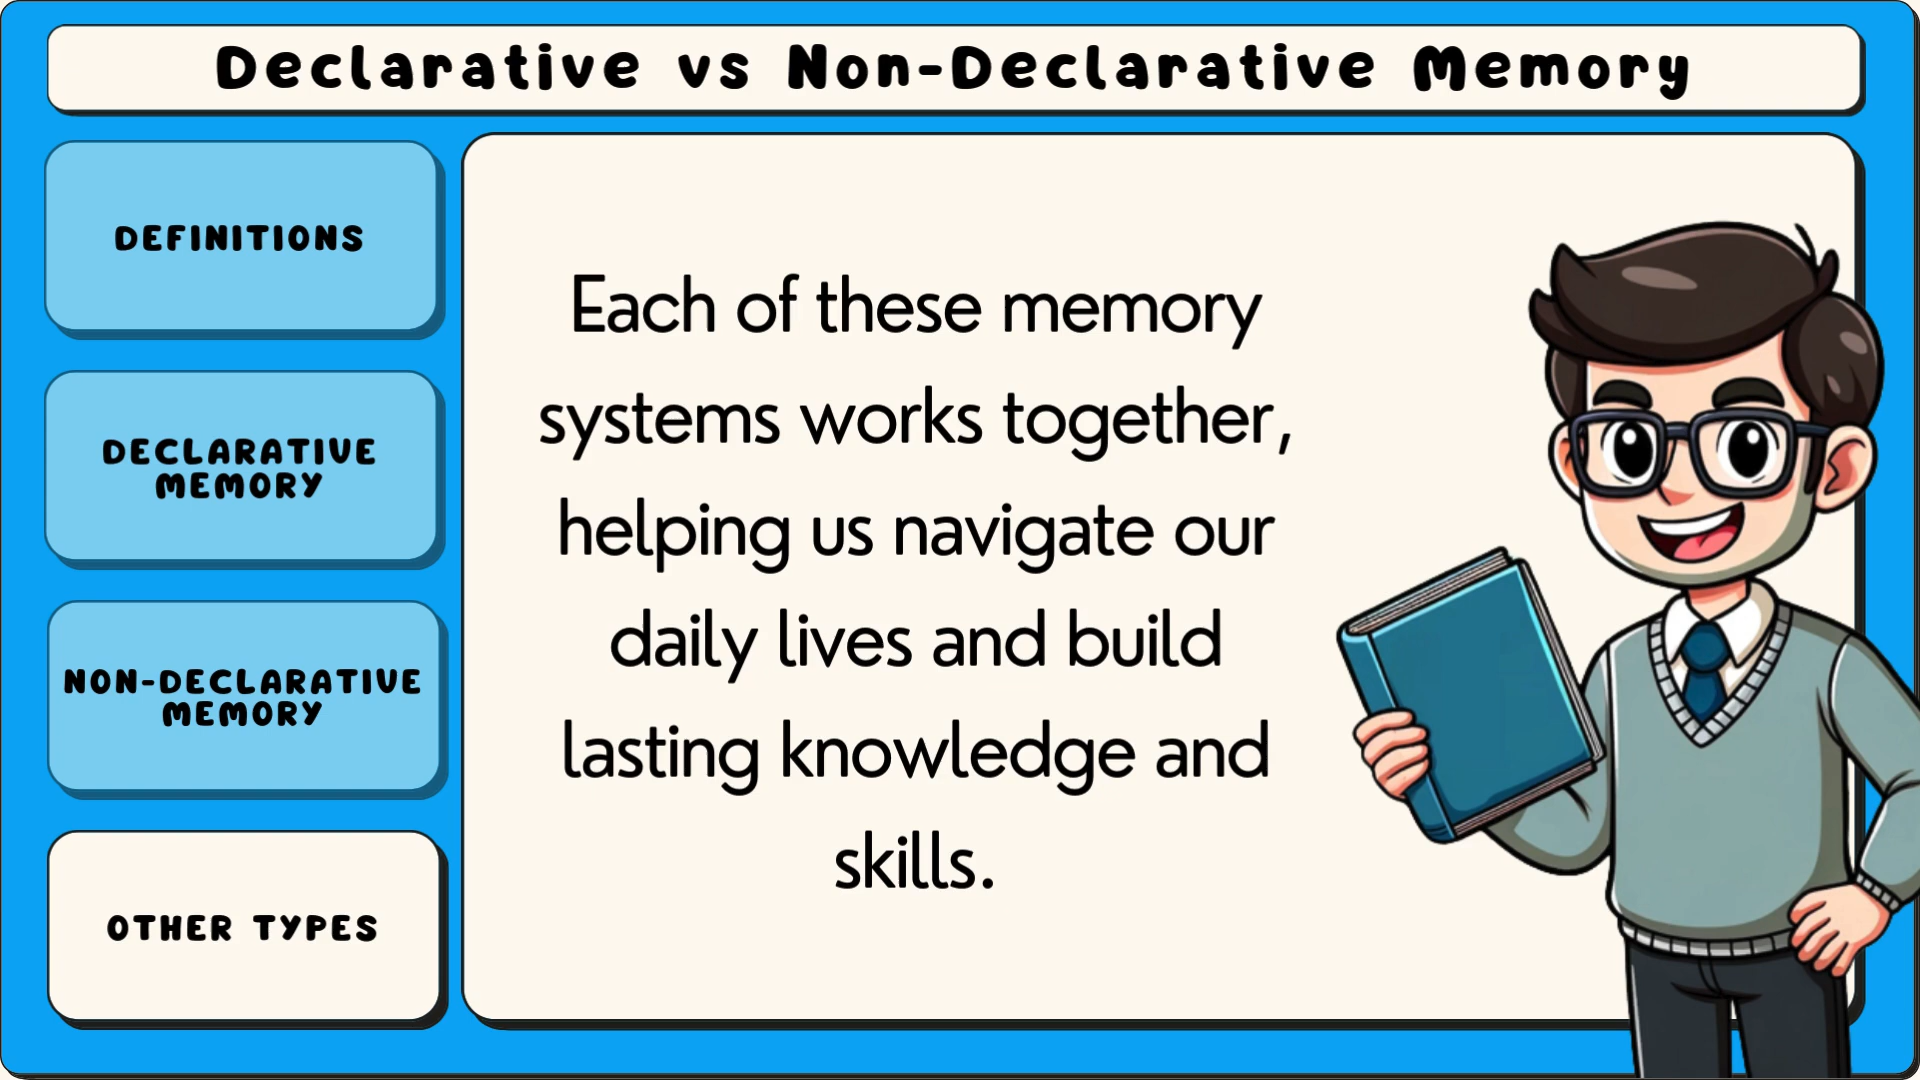 Declarative vs Non-Declarative Memory
DEFINITIONS
DECLARATIVE
MEMORY
NON-DECLARATIVE
MEMORY
OTHER TYPES
Each of these memory
systems works together,
helping us navigate our
daily lives and build
lasting knowledge and
skills.